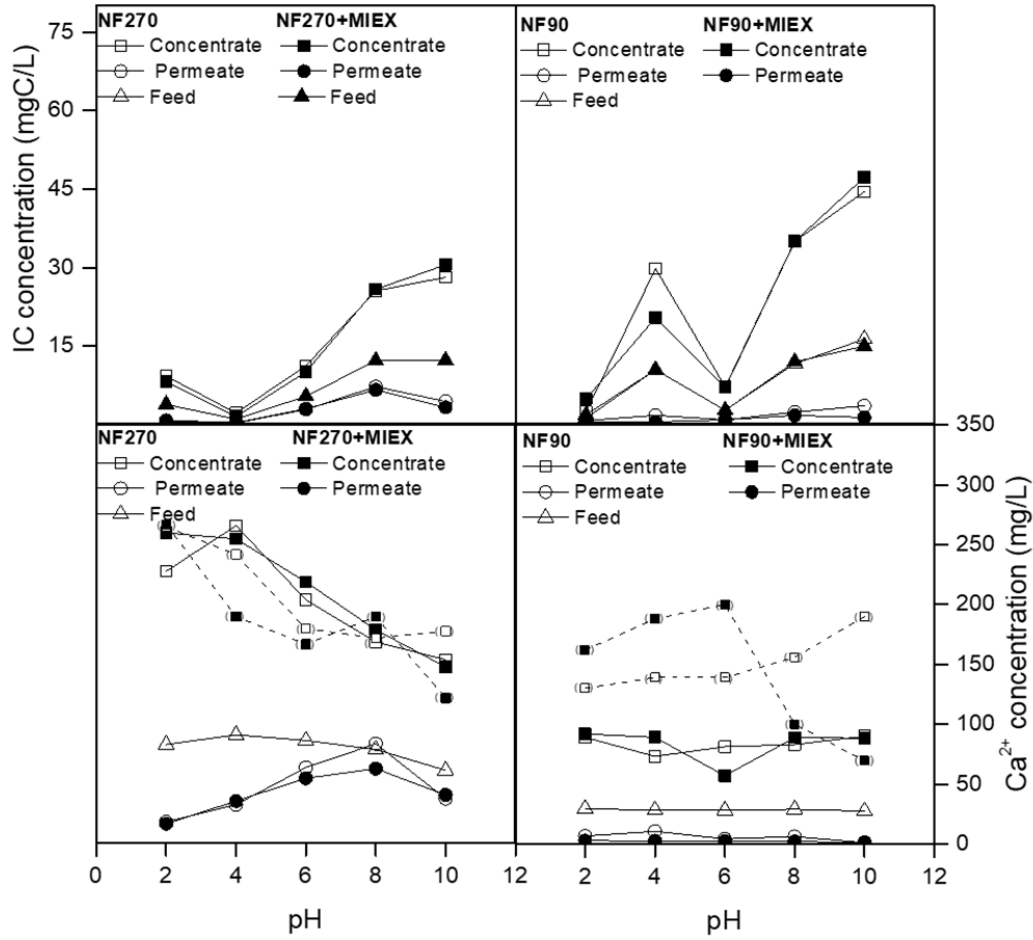 IC concentration (mgC/L)
75
60
45
30
15
NF270 NF270+MIEX
Concentrate Concentrate
Permeate Permeate
Feed Feed
NF90 NF90+MIEX
Concentrate Concentrate
Permeate Permeate
Feed
NF270 NF270+MIEX
Concentrate Concentrate
Permeate Permeate
Feed
NF90 NF90+MIEX
Concentrate Concentrate
Permeate Permeate
Feed
350
300
250
200
150
100
50
0
Ca²⁺ concentration (mg/L)
0 2 4 6 8 10 12 2 4 6 8 10 12
pH pH